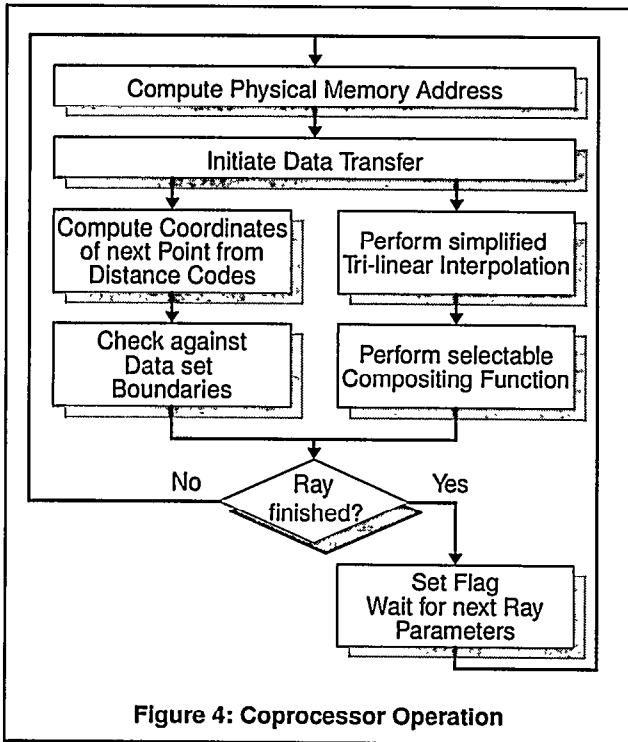 Compute Physical Memory Address
Initiate Data Transfer
Compute Coordinates
of next Point from
Distance Codes
Perform simplified
Tri-linear Interpolation
Check against
Data set
Boundaries
Perform selectable
Compositing Function
No
Ray
finished?
Yes
Set Flag
Wait for next Ray
Parameters
Figure 4: Coprocessor Operation